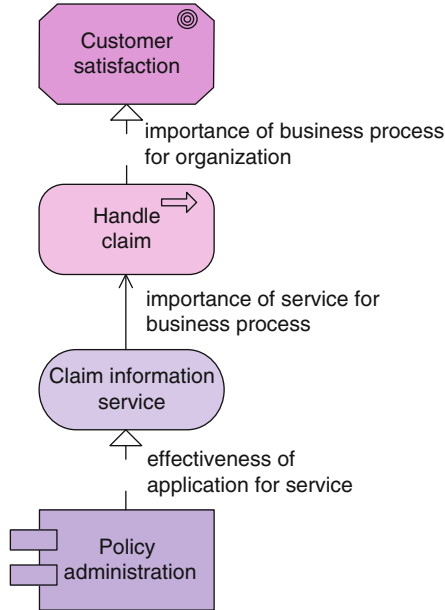 Customer
satisfaction
importance of business process
for organization
Handle
claim
importance of service for
business process
Claim information
service
effectiveness of
application for service
Policy
administration